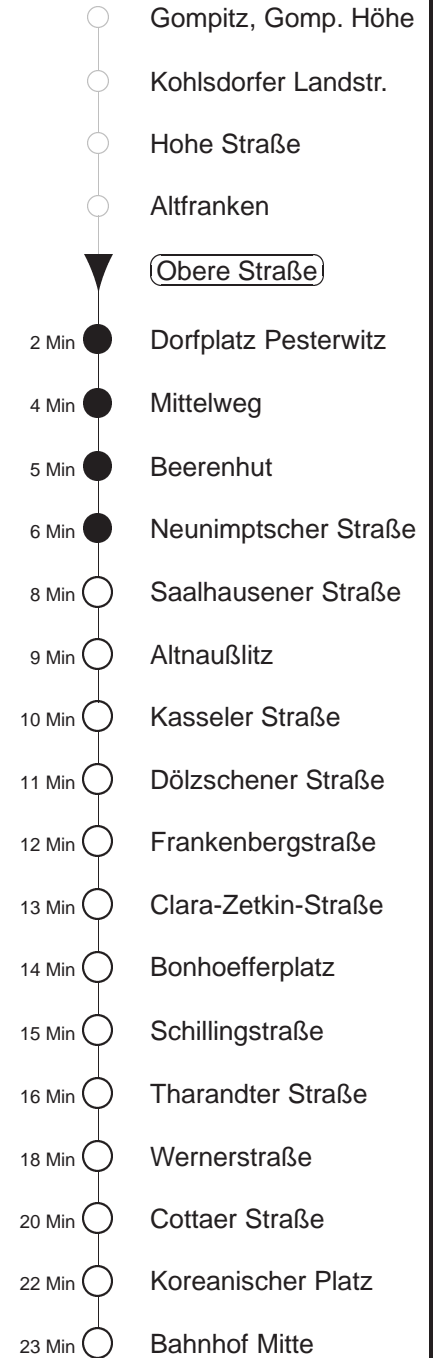 Gompitz, Gomp. Höhe
Kohlsdorfer Landstr.
Hohe Straße
Altfranken
Obere Straße
2 Min Dorfplatz Pesterwitz
4 Min Mittelweg
5 Min Beerenhut
6 Min Neunimptscher Straße
8 Min Saalhausener Straße
9 Min Altnaußlitz
10 Min Kasseler Straße
11 Min Dölzschener Straße
12 Min Frankenbergstraße
13 Min Clara-Zetkin-Straße
14 Min Bonhoefferplatz
15 Min Schillingstraße
16 Min Tharandter Straße
18 Min Wernerstraße
20 Min Cottaer Straße
22 Min Koreanischer Platz
23 Min Bahnhof Mitte